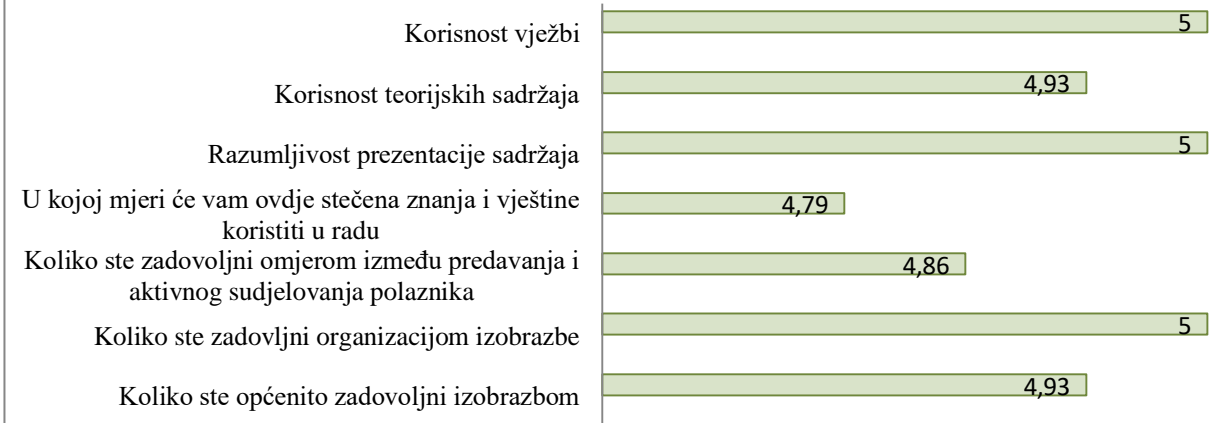 Korisnost vježbi
5
Korisnost teorijskih sadržaja
4,93
Razumljivost prezentacije sadržaja
5
U kojoj mjeri će vam ovdje stečena znanja i vještine
koristiti u radu
4,79
Koliko ste zadovoljni omjerom između predavanja i
aktivnog sudjelovanja polaznika
4,86
Koliko ste zadovljni organizacijom izobrazbe
5
Koliko ste općenito zadovoljni izobrazbom
4,93